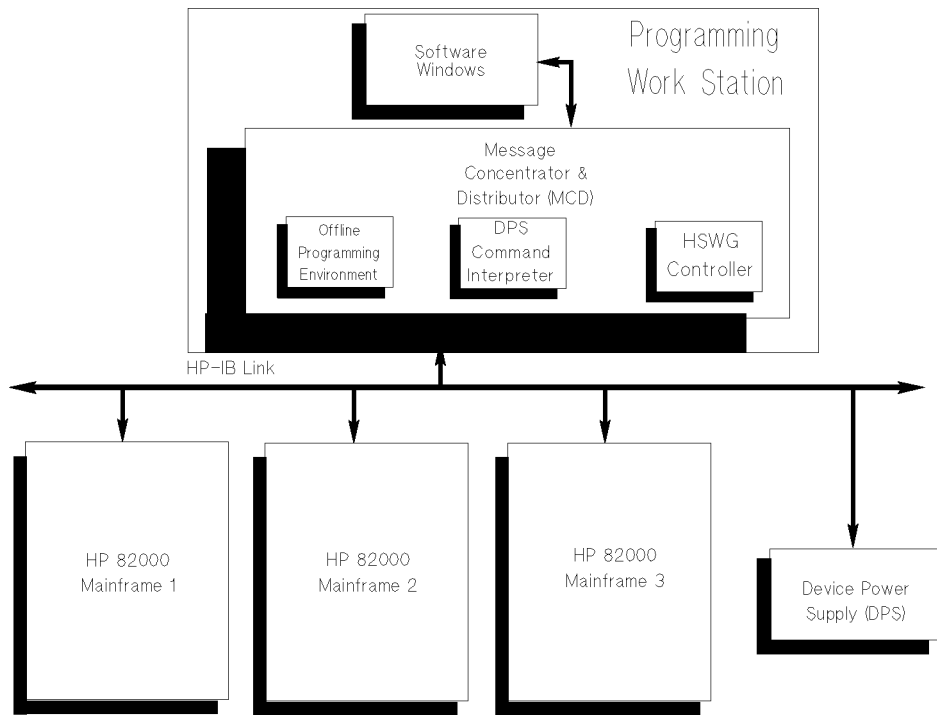 Programming
Work Station
Software
Windows
Message
Concentrator &
Distributor (MCD)
Offline
Programming
Environment
DPS
Command
Interpreter
HSWG
Controller
HP-IB Link
HP 82000
Mainframe 1
HP 82000
Mainframe 2
HP 82000
Mainframe 3
Device Power
Supply (DPS)